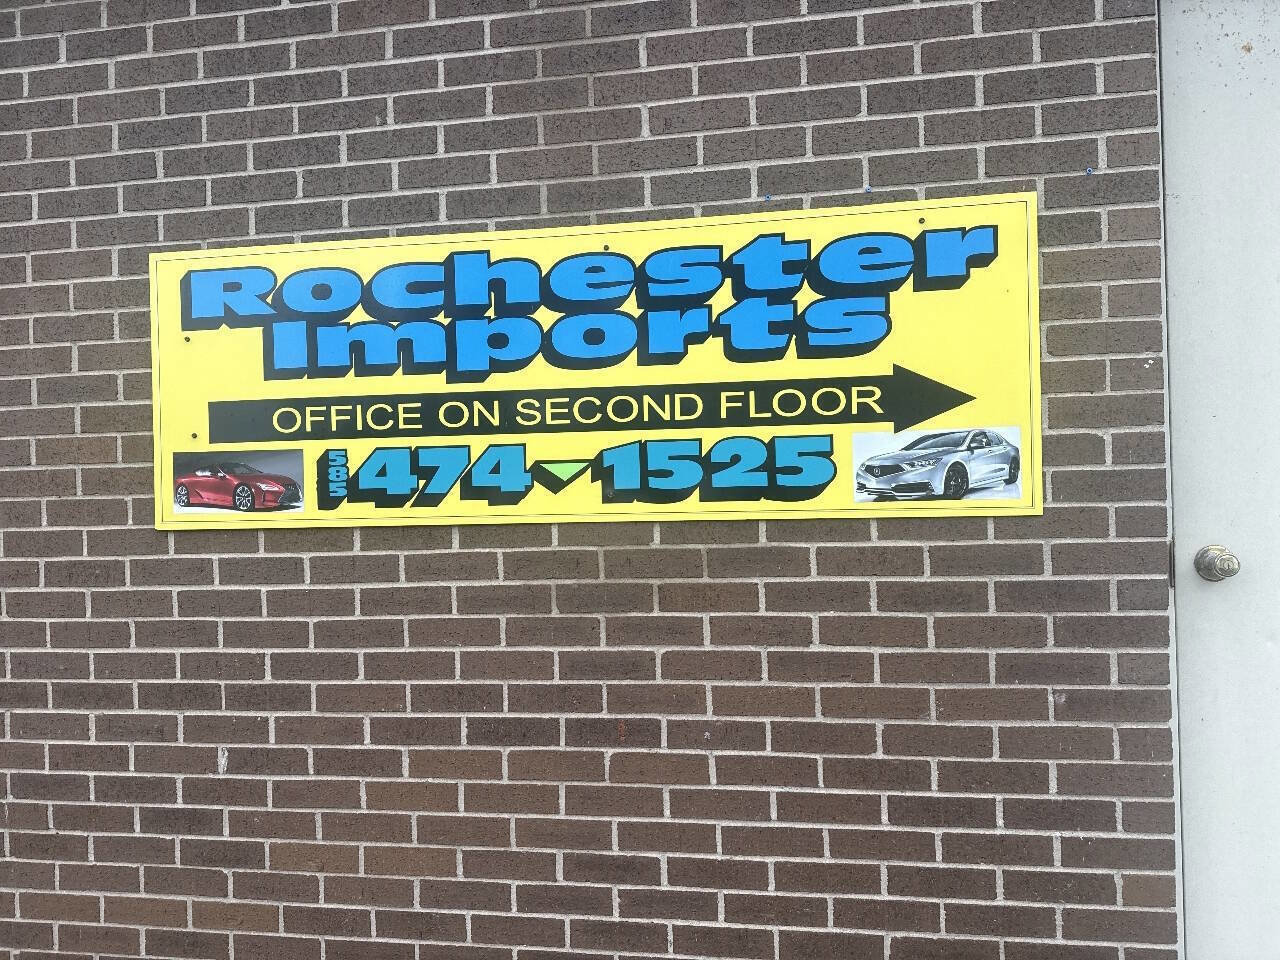 Rochester
Imports
OFFICE ON SECOND FLOOR
585 474 1525